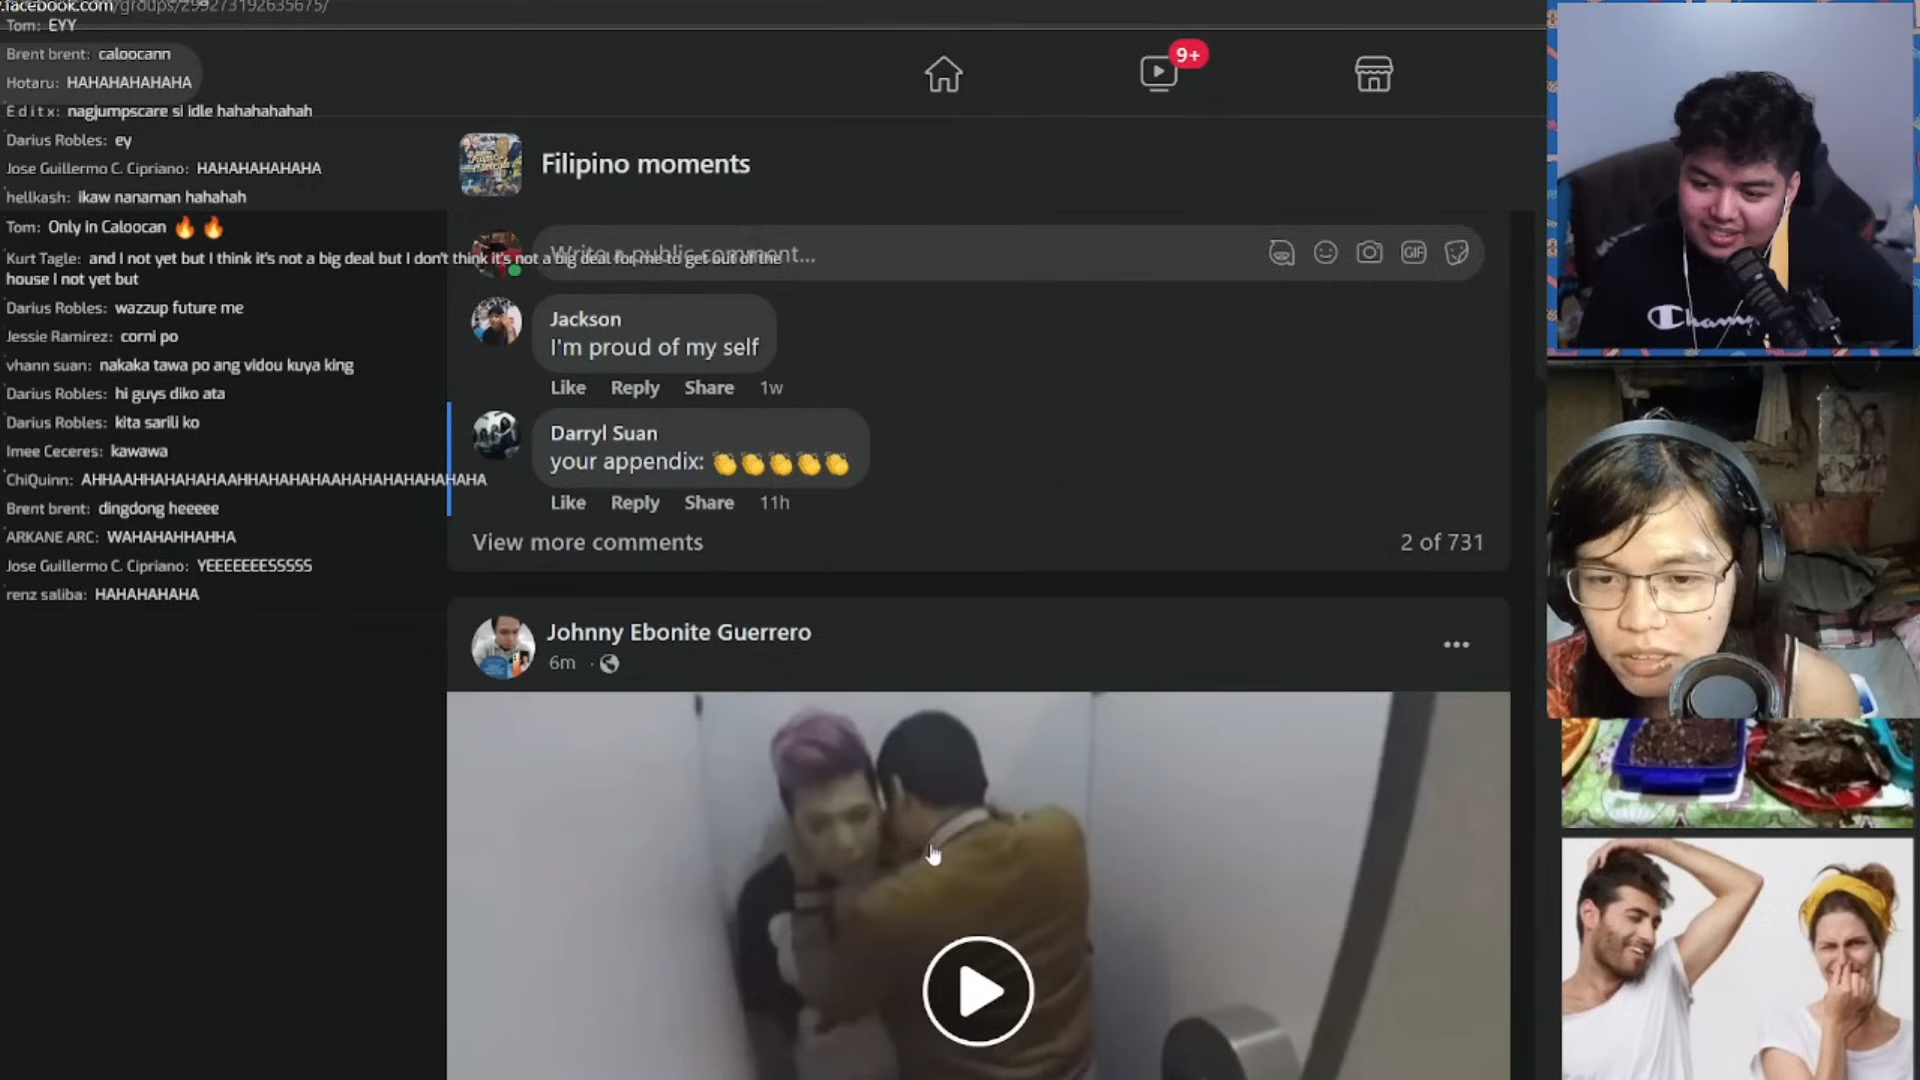 .facebook.com/groups/299273192635675/
Tom: EYY
Brent brent: caloocann
Hotaru: HAHAHAHAHAHA
E d i t x: nagjumpscare si idle hahahahahah
Darius Robles: ey
Jose Guillermo C. Cipriano: HAHAHAHAHAHA
hellkash: ikaw nanaman hahahah
Tom: Only In Caloocan 🔥 🔥
Kurt Tagle: and I not yet but I think it's not a big deal but I don't think it's not a big deal for me to get out of the
house I not yet but
Darius Robles: wazzup future me
Jessie Ramirez: corni po
vhann suan: nakaka tawa po ang vidou kuya king
Darius Robles: hi guys diko ata
Darius Robles: kita sarili ko
Imee Ceceres: kawawa
ChiQuinn: AHHAAHHAHAHAHAAHHAHAHAHAAHAHAHAHAHAHAHA
Brent brent: dingdong heeeee
ARKANE ARC: WAHAHAHHAHHA
Jose Guillermo C. Cipriano: YEEEEEEESSSSS
renz saliba: HAHAHAHAHA
9+
Filipino moments
Write a public comment...
GIF
Jackson
I'm proud of my self
Like Reply Share 1w
Darryl Suan
your appendix: 👏👏👏👏👏
Like Reply Share 11h
View more comments 2 of 731
Johnny Ebonite Guerrero
6m ·